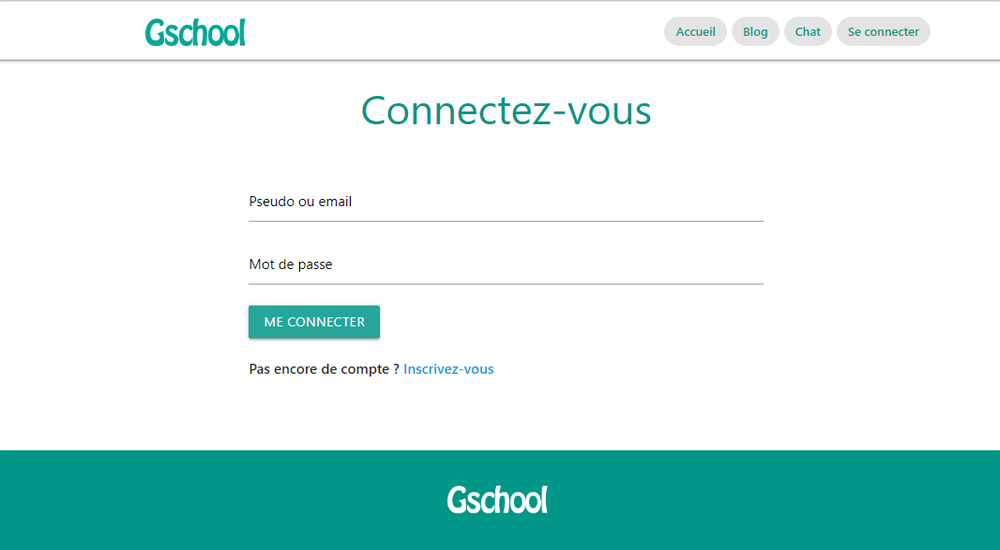 Gschool Accueil Blog Chat Se connecter
Connectez-vous
Pseudo ou email
Mot de passe
ME CONNECTER
Pas encore de compte ? Inscrivez-vous
Gschool